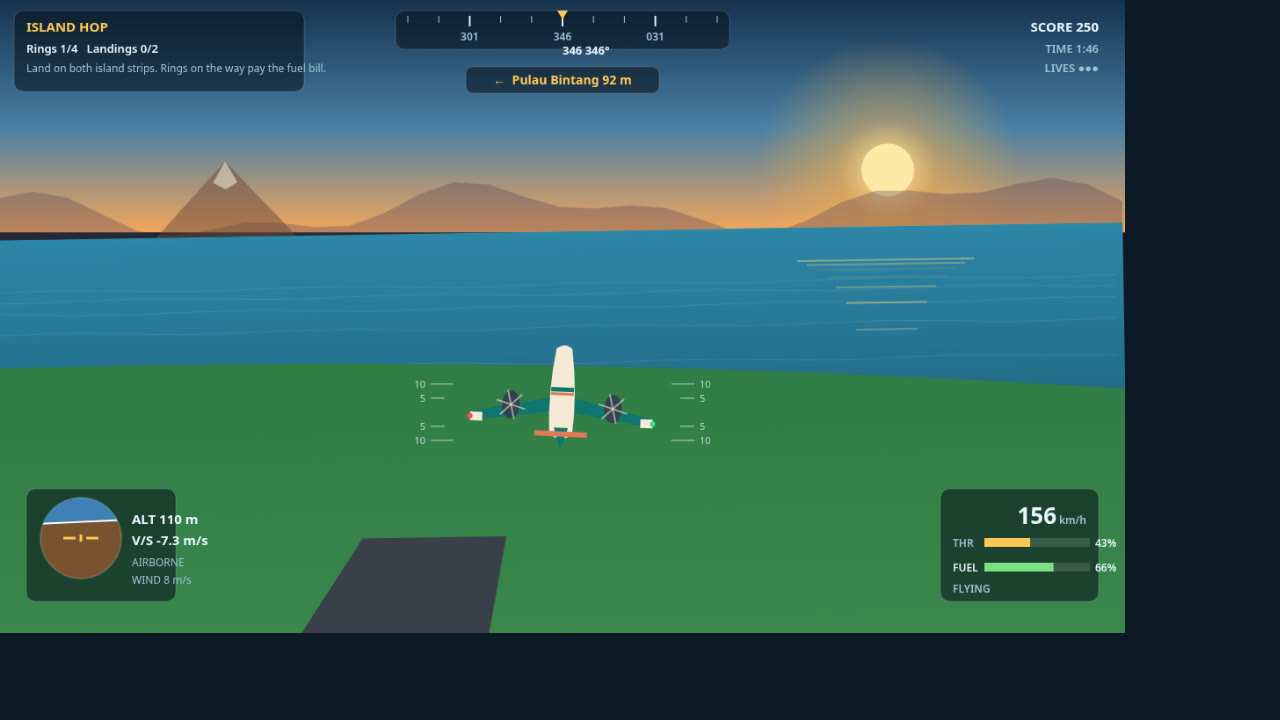 ISLAND HOP
Rings 1/4 Landings 0/2
Land on both island strips. Rings on the way pay the fuel bill.
301 346 031
346 346°
← Pulau Bintang 92 m
SCORE 250
TIME 1:46
LIVES ●●●
10 10
5 5
5 5
10 10
ALT 110 m
V/S -7.3 m/s
AIRBORNE
WIND 8 m/s
156 km/h
THR 43%
FUEL 66%
FLYING